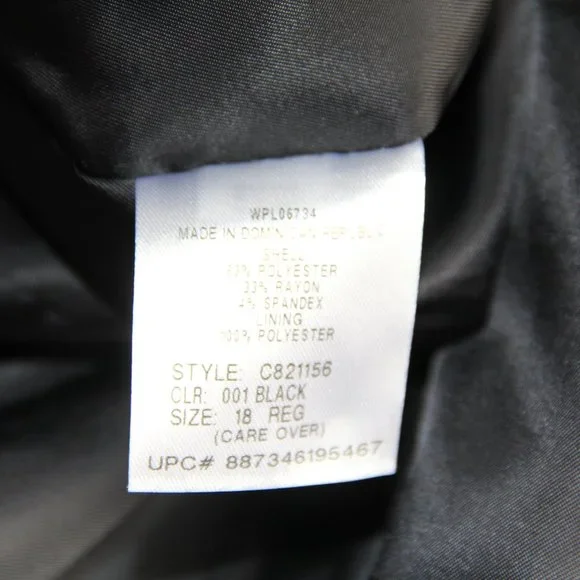 WPL06734
MADE IN DOMINICAN REPUBLIC
SHELL
63% POLYESTER
33% RAYON
4% SPANDEX
LINING
100% POLYESTER
STYLE: C821156
CLR: 001 BLACK
SIZE: 18 REG
(CARE OVER)
UPC# 887346195467